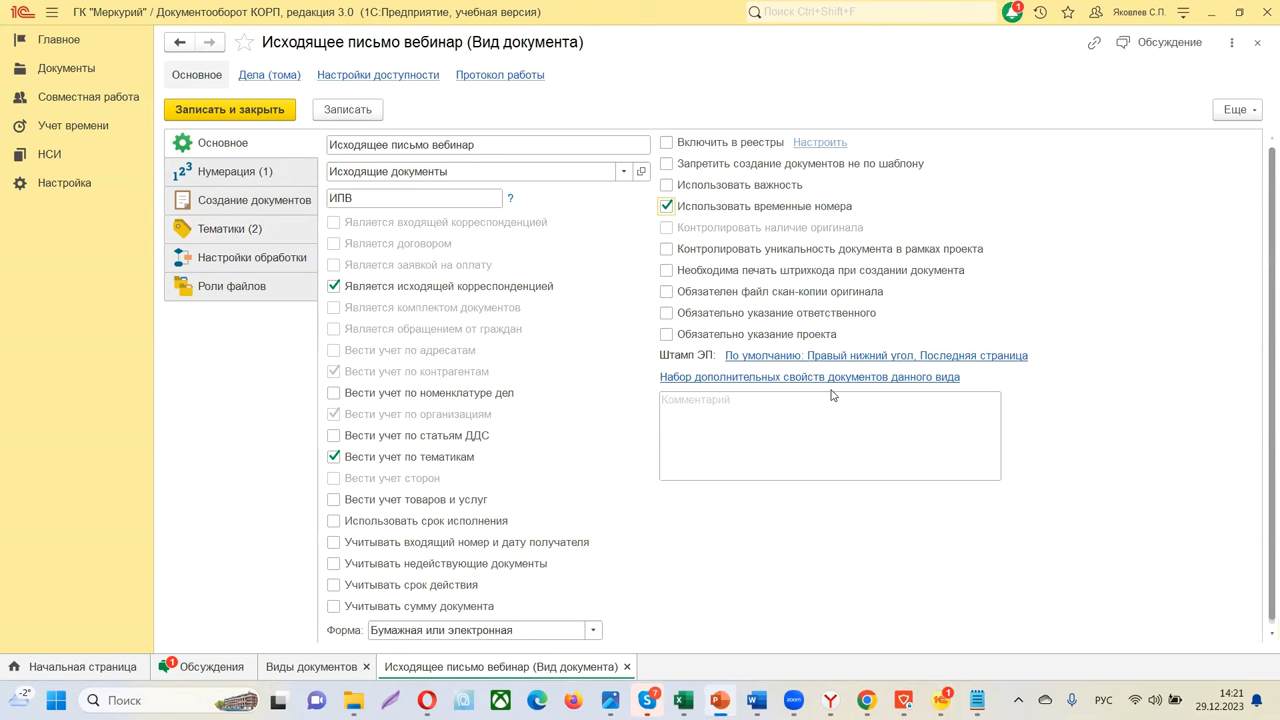 ГК "Меркурий" / Документооборот КОРП, редакция 3.0 (1С:Предприятие, учебная версия)
Поиск Ctrl+Shift+F
1
Яковлев С.П.
Главное
Документы
Совместная работа
Учет времени
НСИ
Настройка
Исходящее письмо вебинар (Вид документа)
Обсуждение
Основное
Дела (тома)
Настройки доступности
Протокол работы
Записать и закрыть
Записать
Еще
Основное
Нумерация (1)
Создание документов
Тематики (2)
Настройки обработки
Роли файлов
Исходящее письмо вебинар
Исходящие документы
ИПВ
?
Является входящей корреспонденцией
Является договором
Является заявкой на оплату
Является исходящей корреспонденцией
Является комплектом документов
Является обращением от граждан
Вести учет по адресатам
Вести учет по контрагентам
Вести учет по номенклатуре дел
Вести учет по организациям
Вести учет по статьям ДДС
Вести учет по тематикам
Вести учет сторон
Вести учет товаров и услуг
Использовать срок исполнения
Учитывать входящий номер и дату получателя
Учитывать недействующие документы
Учитывать срок действия
Учитывать сумму документа
Форма: Бумажная или электронная
Включить в реестры Настроить
Запретить создание документов не по шаблону
Использовать важность
Использовать временные номера
Контролировать наличие оригинала
Контролировать уникальность документа в рамках проекта
Необходима печать штрихкода при создании документа
Обязателен файл скан-копии оригинала
Обязательно указание ответственного
Обязательно указание проекта
Штамп ЭП: По умолчанию: Правый нижний угол, Последняя страница
Набор дополнительных свойств документов данного вида
Комментарий
Начальная страница
1
Обсуждения
Виды документов
Исходящее письмо вебинар (Вид документа)
-2°
Поиск
7
1
РУС
14:21
29.12.2023